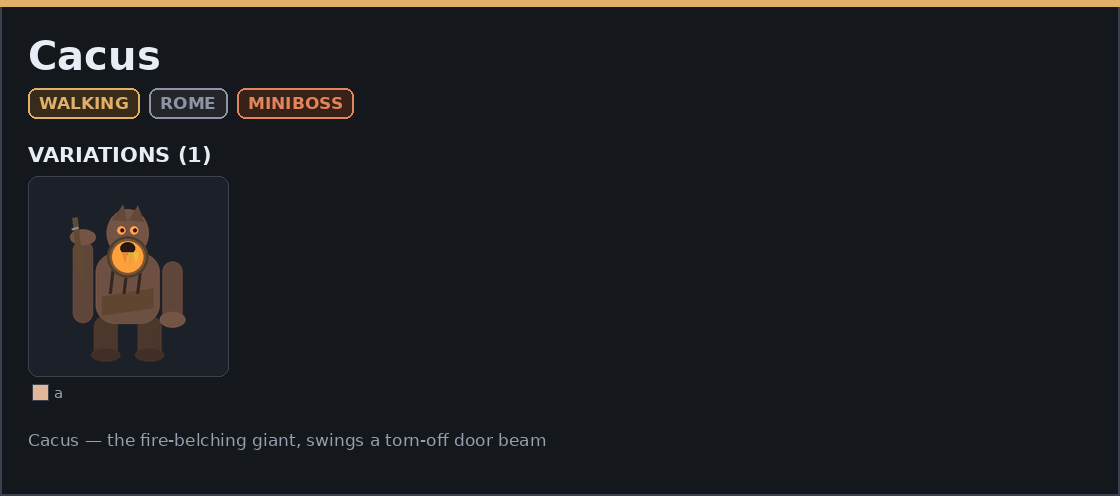 Cacus
WALKING ROME MINIBOSS
VARIATIONS (1)
a
Cacus — the fire-belching giant, swings a torn-off door beam